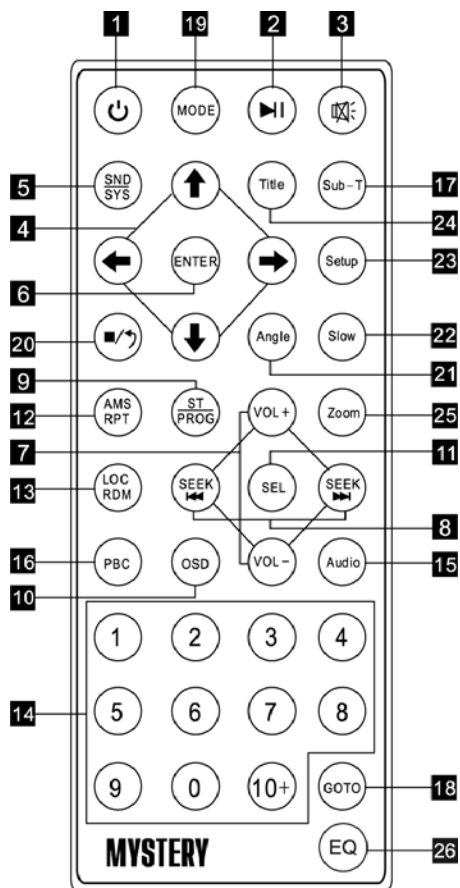 1 19 2 3
MODE
5 SND SYS Title Sub-T 17
4 24
ENTER Setup 23
6
20 Angle Slow 22
9 21
12 AMS RPT ST PROG VOL+ Zoom 25
7 11
13 LOC RDM SEEK SEL SEEK
8
16 PBC OSD VOL- Audio 15
10
1 2 3 4
14 5 6 7 8
9 0 10+ GOTO 18
MYSTERY EQ 26